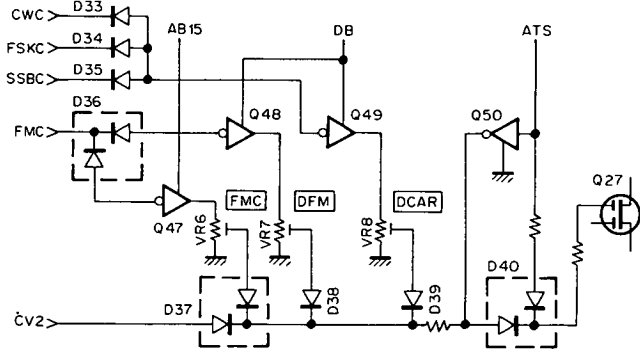 CWC D33
AB15 DB ATS
FSKC D34
SSBC D35
D36 Q48 Q49 Q50
FMC
Q27
FMC DFM DCAR
Q47 VR6 VR7 VR8
D40
D37 D38 D39
CV2